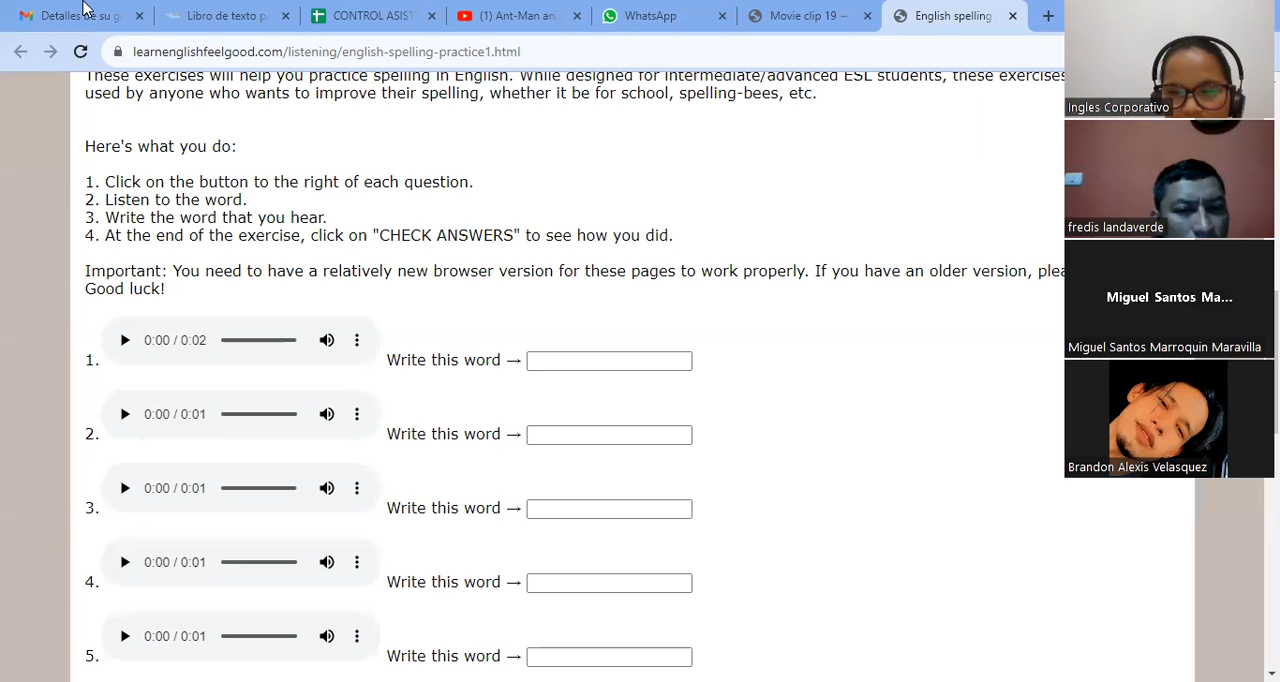 Detalles de su g
Libro de texto p
CONTROL ASIST
(1) Ant-Man an
WhatsApp
Movie clip 19 —
English spelling
learnenglishfeelgood.com/listening/english-spelling-practice1.html
These exercises will help you practice spelling in English. While designed for intermediate/advanced ESL students, these exercises
used by anyone who wants to improve their spelling, whether it be for school, spelling-bees, etc.
Here's what you do:
1. Click on the button to the right of each question.
2. Listen to the word.
3. Write the word that you hear.
4. At the end of the exercise, click on "CHECK ANSWERS" to see how you did.
Important: You need to have a relatively new browser version for these pages to work properly. If you have an older version, plea
Good luck!
1. 0:00 / 0:02 Write this word →
2. 0:00 / 0:01 Write this word →
3. 0:00 / 0:01 Write this word →
4. 0:00 / 0:01 Write this word →
5. 0:00 / 0:01 Write this word →
Ingles Corporativo
fredis landaverde
Miguel Santos Ma...
Miguel Santos Marroquin Maravilla
Brandon Alexis Velasquez